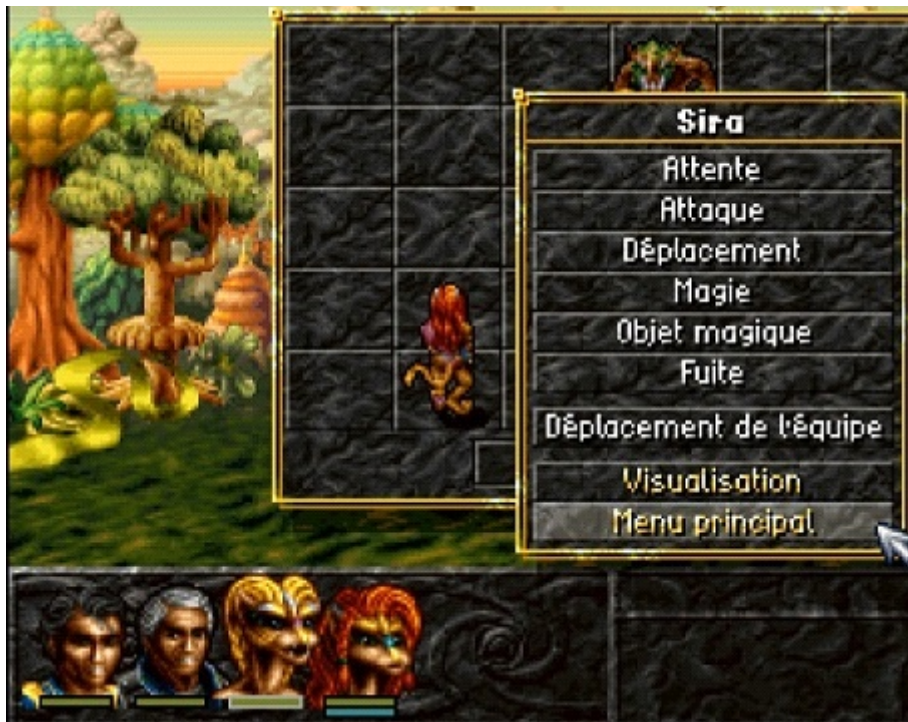 Sira
Attente
Attaque
Déplacement
Magie
Objet magique
Fuite
Déplacement de l'équipe
Visualisation
Menu principal